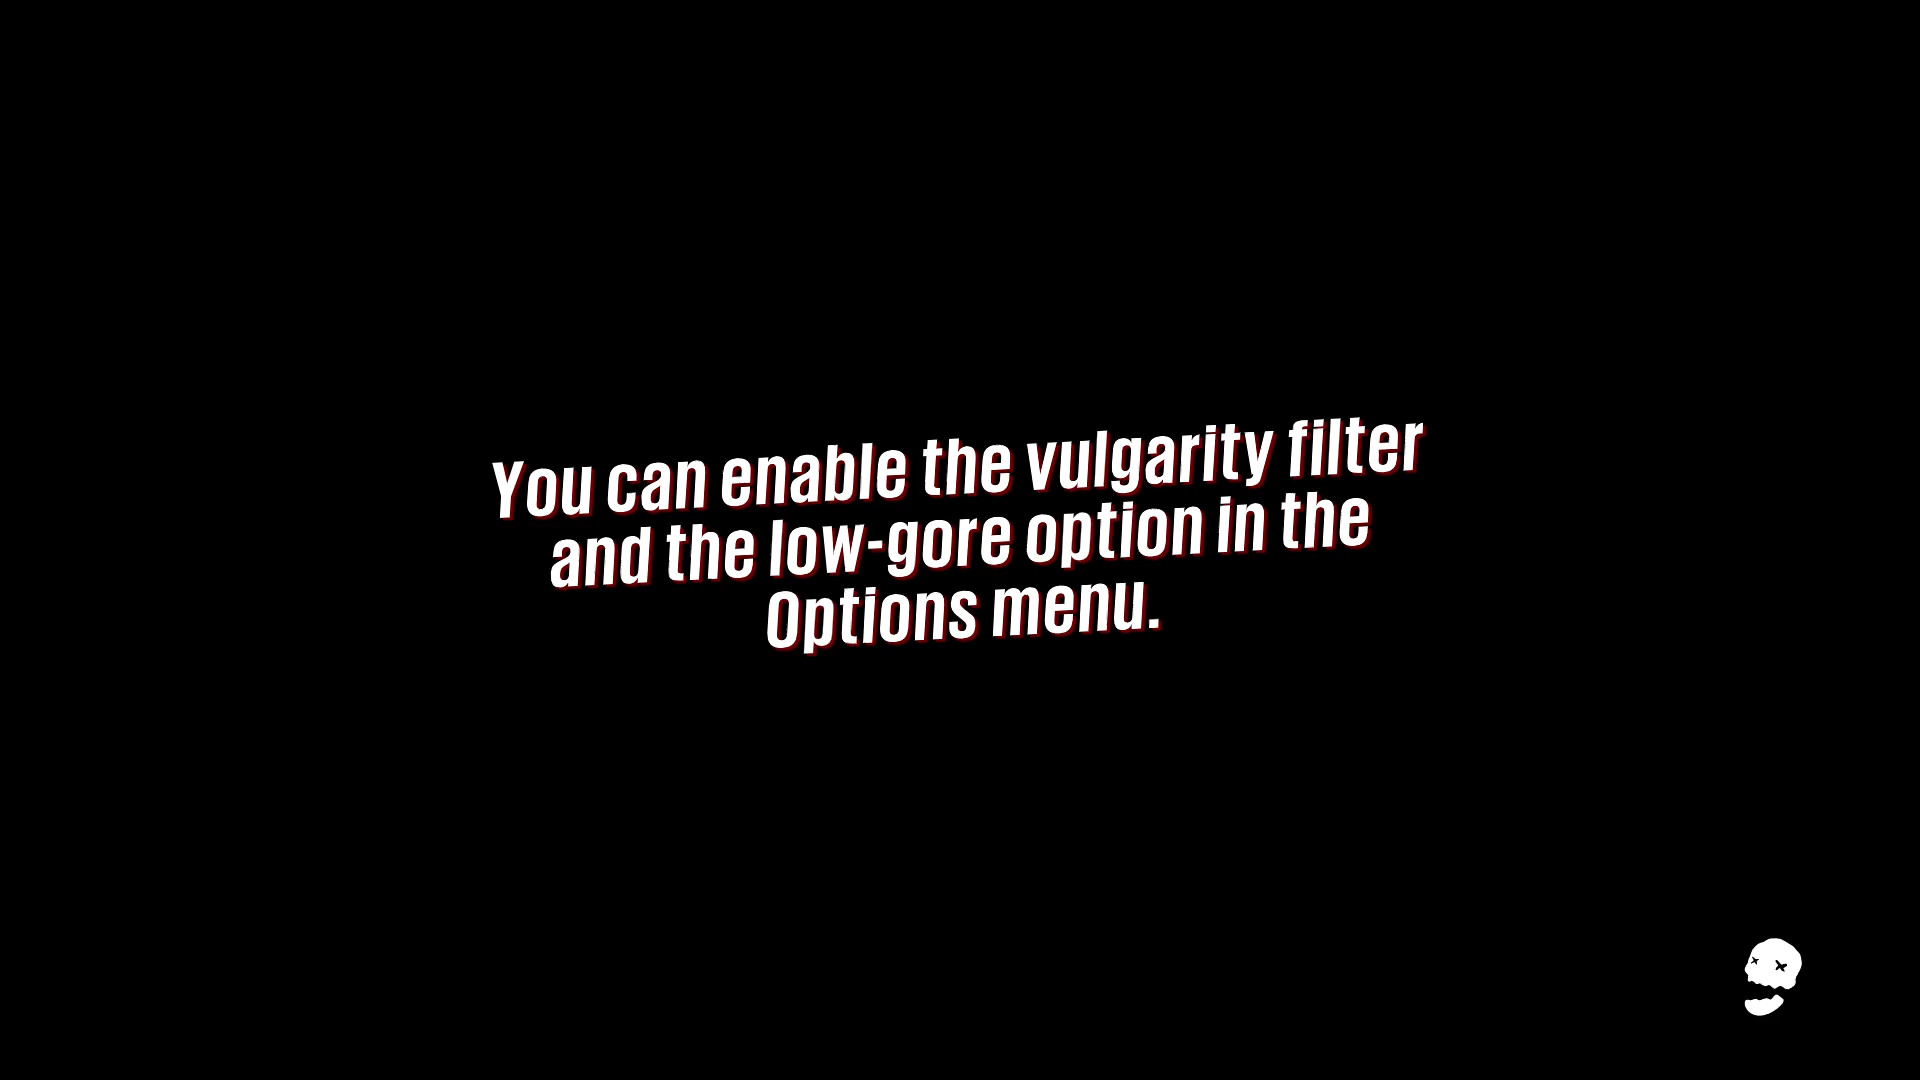 You can enable the vulgarity filter
and the low-gore option in the
Options menu.